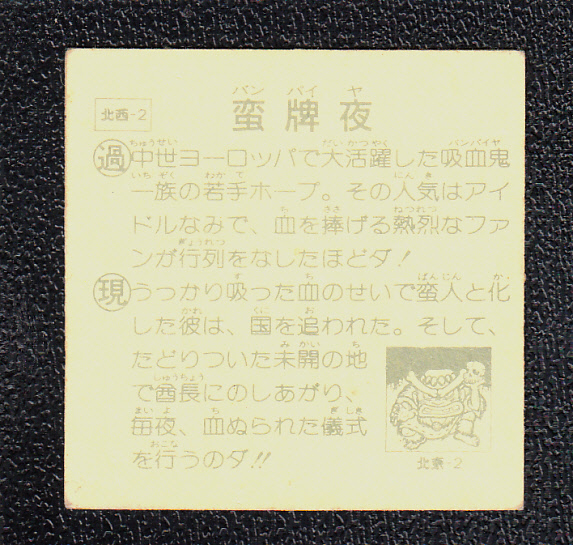 バンパイヤ
北西-2
蛮牌夜
過 中世ヨーロッパで大活躍した吸血鬼
一族の若手ホープ。その人気はアイ
ドルなみで、血を捧げる熱烈なファ
ンが行列をなしたほどダ!
現 うっかり吸った血のせいで蛮人と化
した彼は、国を追われた。そして、
たどりついた未開の地
で酋長にのしあがり、
毎夜、血ぬられた儀式
を行うのダ!!
北東-2